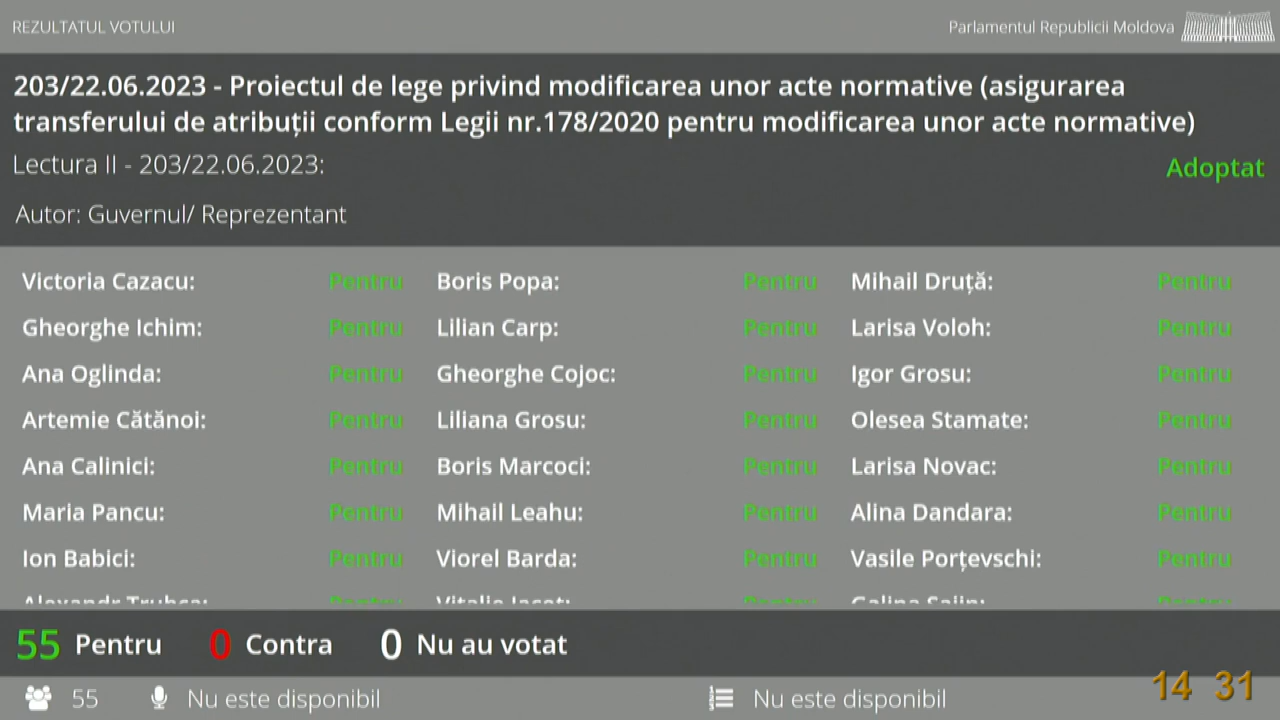 REZULTATUL VOTULUI
Parlamentul Republicii Moldova
203/22.06.2023 - Proiectul de lege privind modificarea unor acte normative (asigurarea
transferului de atribuții conform Legii nr.178/2020 pentru modificarea unor acte normative)
Lectura II - 203/22.06.2023:
Adoptat
Autor: Guvernul/ Reprezentant
Victoria Cazacu: Pentru Boris Popa: Pentru Mihail Druță: Pentru
Gheorghe Ichim: Pentru Lilian Carp: Pentru Larisa Voloh: Pentru
Ana Oglinda: Pentru Gheorghe Cojoc: Pentru Igor Grosu: Pentru
Artemie Cătănoi: Pentru Liliana Grosu: Pentru Olesea Stamate: Pentru
Ana Calinici: Pentru Boris Marcoci: Pentru Larisa Novac: Pentru
Maria Pancu: Pentru Mihail Leahu: Pentru Alina Dandara: Pentru
Ion Babici: Pentru Viorel Barda: Pentru Vasile Porțevschi: Pentru
55 Pentru 0 Contra 0 Nu au votat
55 Nu este disponibil Nu este disponibil
14 31